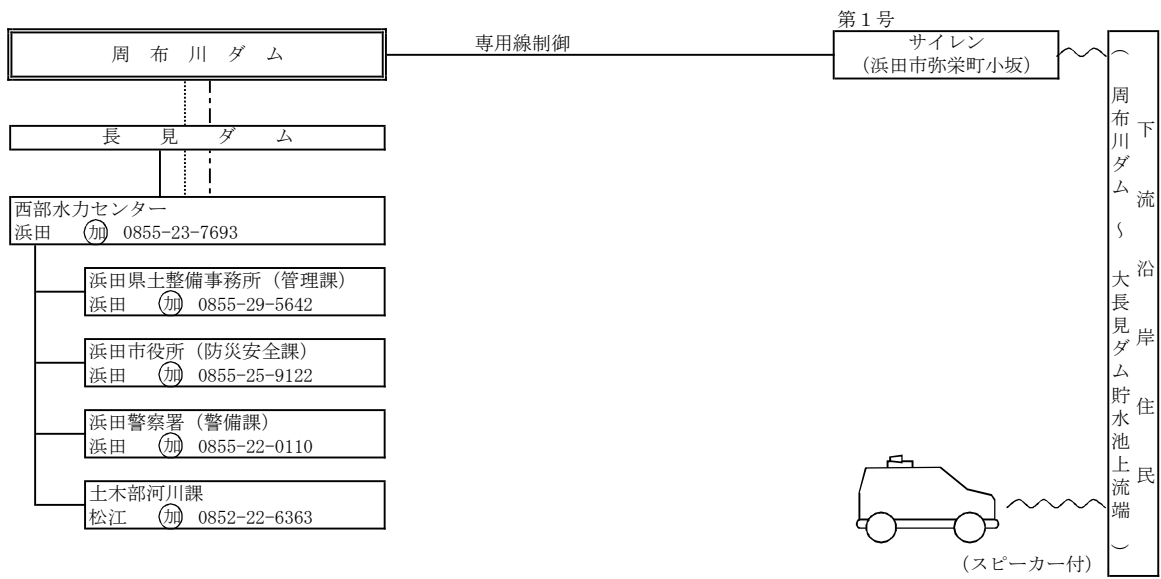 第１号
周　布　川　ダ　ム
専用線制御
サイレン
（浜田市弥栄町小坂）
長　見　ダ　ム
西部水力センター
浜田　㋕ 0855-23-7693
浜田県土整備事務所（管理課）
浜田　加 0855-29-5642
浜田市役所（防災安全課）
浜田　加 0855-25-9122
浜田警察署（警備課）
浜田　加 0855-22-0110
土木部河川課
松江　加 0852-22-6363
（スピーカー付）
下流沿岸住民
（周布川ダム～大長見ダム貯水池上流端）